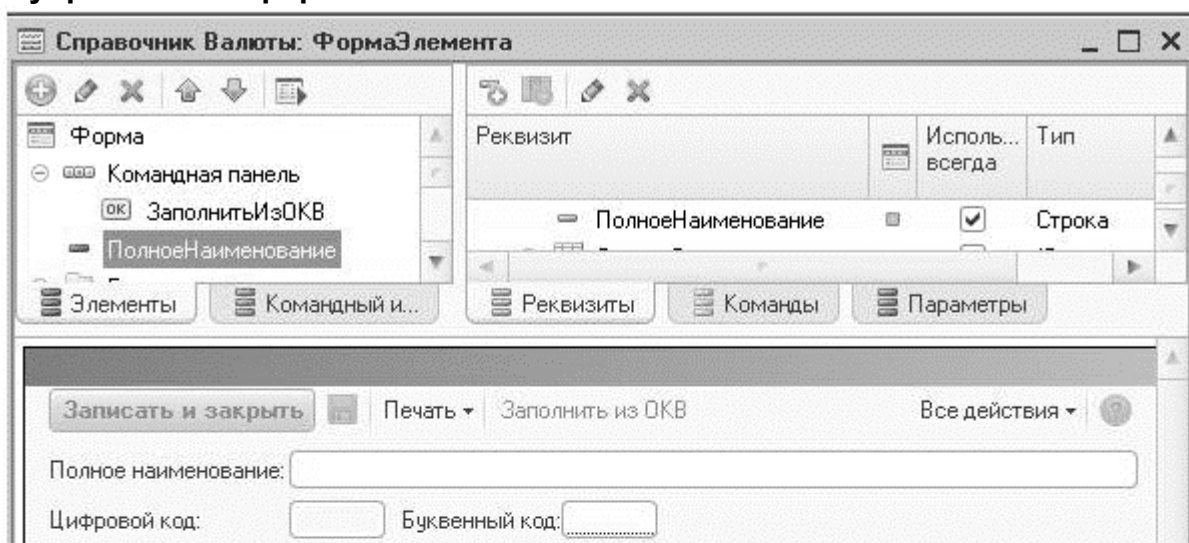 Справочник Валюты: ФормаЭлемента
Форма
Командная панель
OK ЗаполнитьИзОКВ
ПолноеНаименование
Элементы
Командный и...
Реквизит
Исполь... всегда
Тип
ПолноеНаименование
Строка
Реквизиты
Команды
Параметры
Записать и закрыть
Печать
Заполнить из ОКВ
Все действия
?
Полное наименование:
Цифровой код:
Буквенный код: